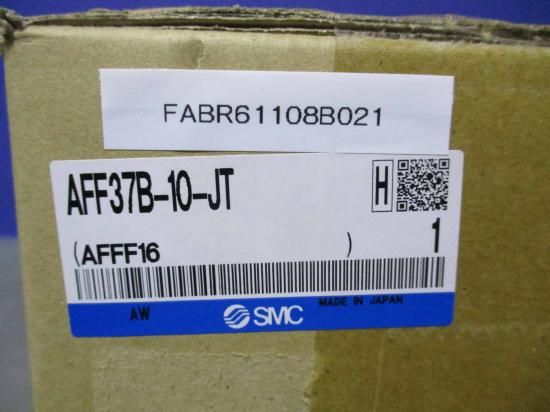 FABR61108B021
AFF37B-10-JT
H
(AFFF16 )
1
MADE IN JAPAN
AW
SMC